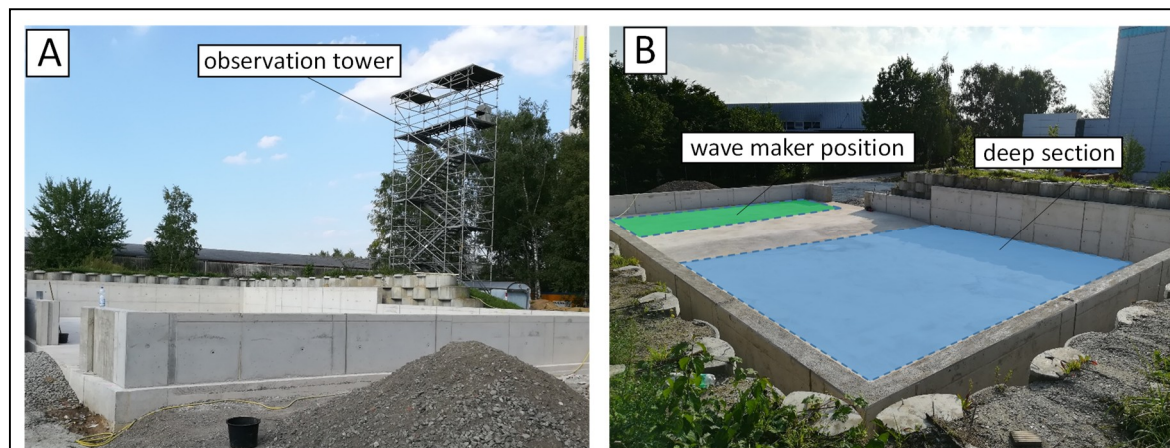 A
observation tower
B
wave maker position
deep section